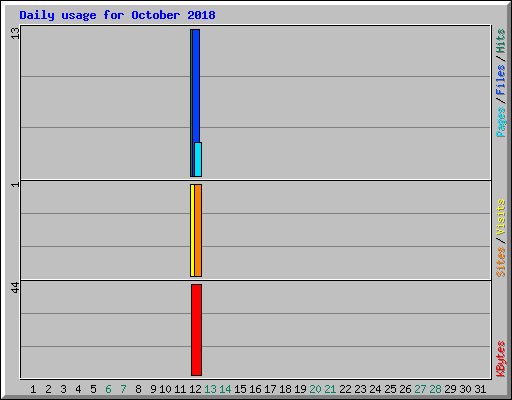 Daily usage for October 2018
13
Pages / Files / Hits
1
Sites / Visits
44
KBytes
1 2 3 4 5 6 7 8 9 10 11 12 13 14 15 16 17 18 19 20 21 22 23 24 25 26 27 28 29 30 31